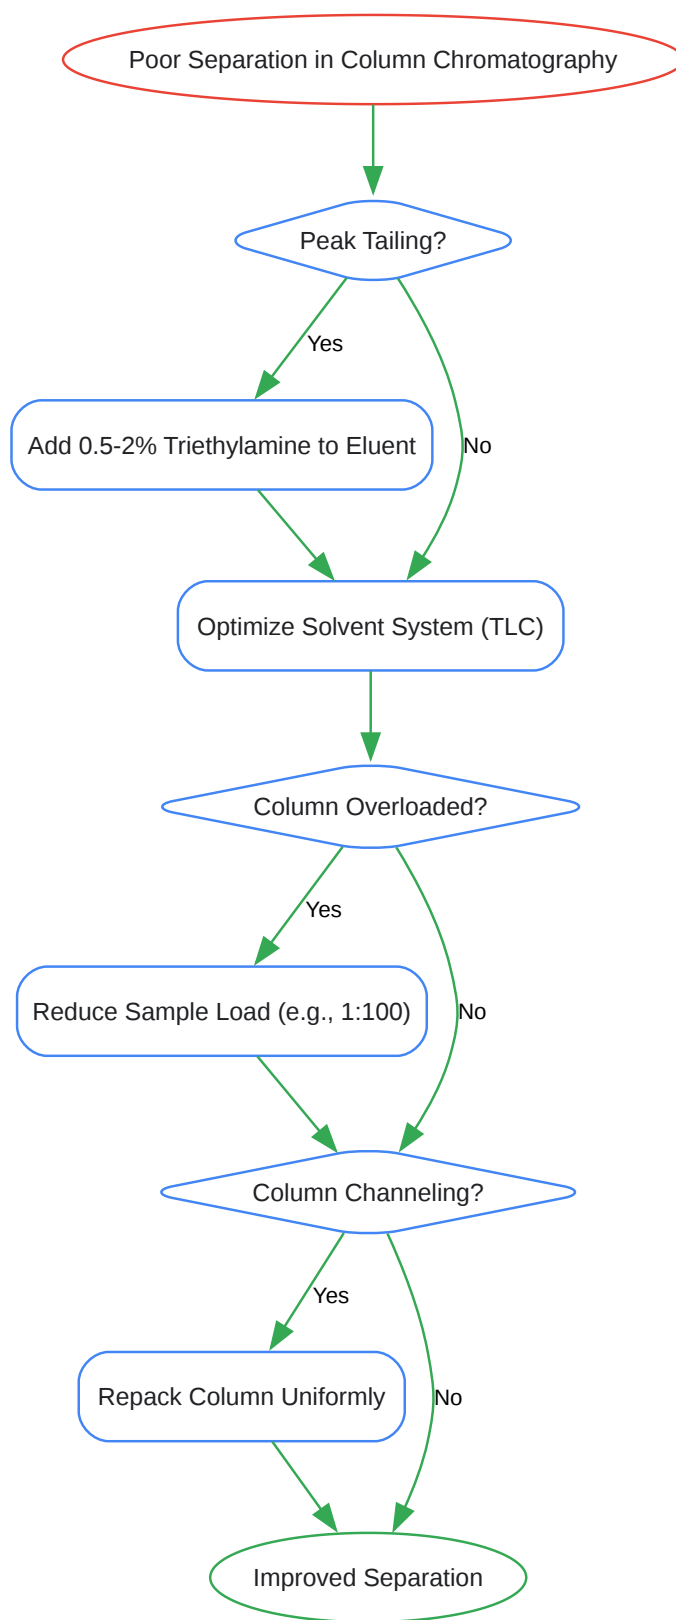 Poor Separation in Column Chromatography
Peak Tailing?
Yes
Add 0.5-2% Triethylamine to Eluent
No
Optimize Solvent System (TLC)
Column Overloaded?
Yes
Reduce Sample Load (e.g., 1:100)
No
Column Channeling?
Yes
Repack Column Uniformly
No
Improved Separation